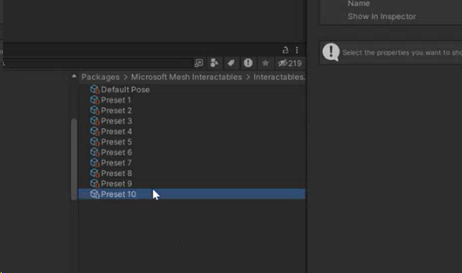 Name
Show In Inspector
Select the properties you want to sho
219
Packages > Microsoft Mesh Interactables > Interactables.
Default Pose
Preset 1
Preset 2
Preset 3
Preset 4
Preset 5
Preset 6
Preset 7
Preset 8
Preset 9
Preset 10